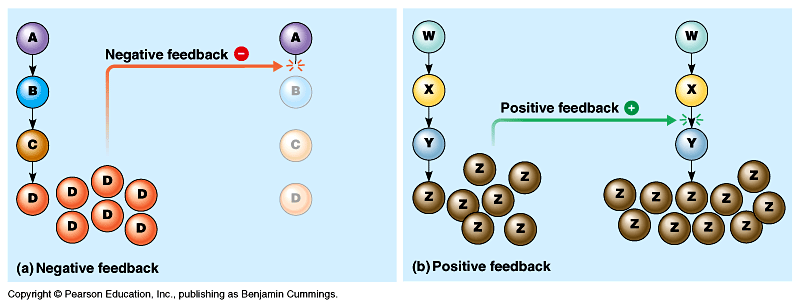 A
Negative feedback −
A
B
B
C
C
D
D D D
D D D
D
(a) Negative feedback
W
W
X
X
Positive feedback +
Y
Y
Z
Z Z
Z Z
Z Z
Z Z Z Z Z Z
Z Z Z Z
(b) Positive feedback
Copyright © Pearson Education, Inc., publishing as Benjamin Cummings.